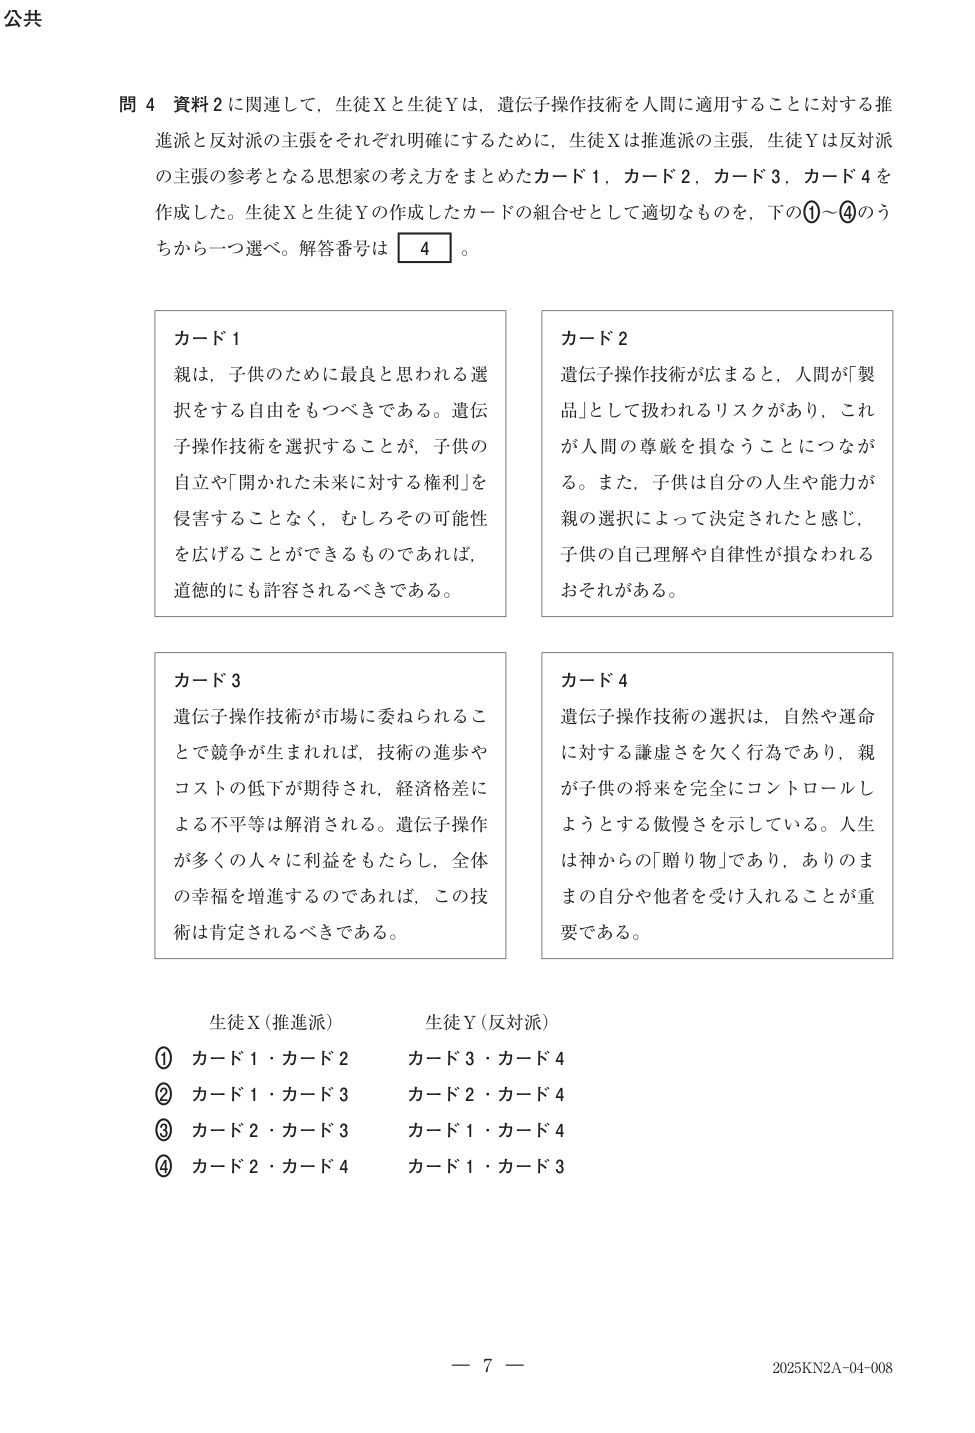 公共
問 4 資料2に関連して，生徒Xと生徒Yは，遺伝子操作技術を人間に適用することに対する推
進派と反対派の主張をそれぞれ明確にするために，生徒Xは推進派の主張，生徒Yは反対派
の主張の参考となる思想家の考え方をまとめたカード1，カード2，カード3，カード4を
作成した。生徒Xと生徒Yの作成したカードの組合せとして適切なものを，下の①～④のう
ちから一つ選べ。解答番号は 4 。
カード1
親は，子供のために最良と思われる選
択をする自由をもつべきである。遺伝
子操作技術を選択することが，子供の
自立や「開かれた未来に対する権利」を
侵害することなく，むしろその可能性
を広げることができるものであれば，
道徳的にも許容されるべきである。
カード2
遺伝子操作技術が広まると，人間が「製
品」として扱われるリスクがあり，これ
が人間の尊厳を損なうことにつなが
る。また，子供は自分の人生や能力が
親の選択によって決定されたと感じ，
子供の自己理解や自律性が損なわれる
おそれがある。
カード3
遺伝子操作技術が市場に委ねられるこ
とで競争が生まれれば，技術の進歩や
コストの低下が期待され，経済格差に
よる不平等は解消される。遺伝子操作
が多くの人々に利益をもたらし，全体
の幸福を増進するのであれば，この技
術は肯定されるべきである。
カード4
遺伝子操作技術の選択は，自然や運命
に対する謙虚さを欠く行為であり，親
が子供の将来を完全にコントロールし
ようとする傲慢さを示している。人生
は神からの「贈り物」であり，ありのま
まの自分や他者を受け入れることが重
要である。
生徒X（推進派） 生徒Y（反対派）
① カード1・カード2 カード3・カード4
② カード1・カード3 カード2・カード4
③ カード2・カード3 カード1・カード4
④ カード2・カード4 カード1・カード3
― 7 ―
2025KN2A-04-008